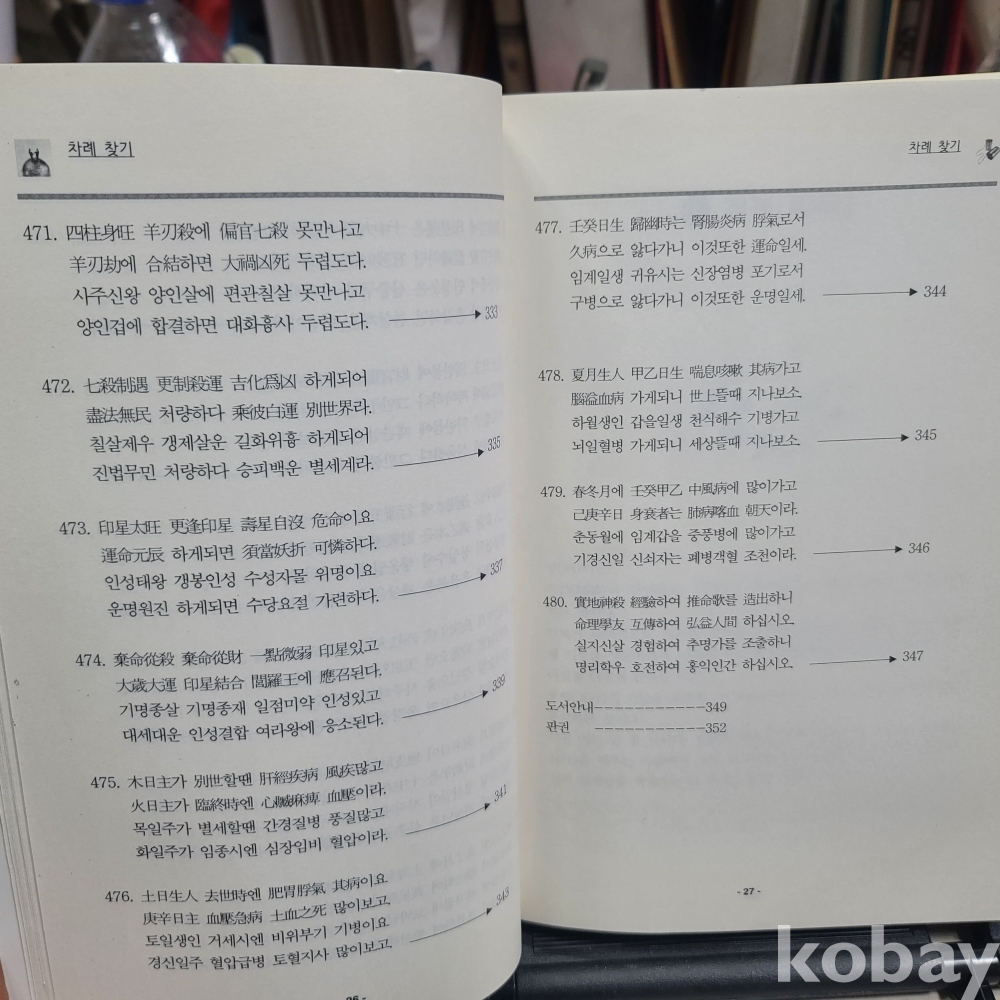 차례 찾기
471. 四柱身旺 羊刃殺에 偏官七殺 못만나고
羊刃劫에 合結하면 大禍凶死 두렵도다.
사주신왕 양인살에 편관칠살 못만나고
양인겁에 합결하면 대화흉사 두렵도다. 333
472. 七殺制遇 更制殺運 吉化爲凶 하게되어
盡法無民 처량하다 乘彼白運 別世界라.
칠살제우 갱제살운 길화위흉 하게되어
진법무민 처량하다 승피백운 별세계라. 335
473. 印星太旺 更逢印星 壽星自沒 危命이요
運命元辰 하게되면 須當妖折 可憐하다.
인성태왕 갱봉인성 수성자몰 위명이요
운명원진 하게되면 수당요절 가련하다. 337
474. 棄命從殺 棄命從財 一點微弱 印星있고
大歲大運 印星結合 閻羅王에 應召된다.
기명종살 기명종재 일점미약 인성있고
대세대운 인성결합 여라왕에 응소된다. 339
475. 木日主가 別世할땐 肝經疾病 風疾많고
火日主가 臨終時엔 心臟麻痺 血壓이라.
목일주가 별세할땐 간경질병 풍질많고
화일주가 임종시엔 심장임비 혈압이라. 341
476. 土日生人 去世時엔 肥胃脬氣 其病이요
庚辛日主 血壓急病 土血之死 많이보고,
토일생인 거세시엔 비위부기 기병이요
경신일주 혈압급병 토혈지사 많이보고, 343
- 26 -
차례 찾기
477. 壬癸日生 歸幽時는 腎腸炎病 脬氣로서
久病으로 앓다가니 이것또한 運命일세.
임계일생 귀유시는 신장염병 포기로서
구병으로 앓다가니 이것또한 운명일세. 344
478. 夏月生人 甲乙日生 喘息咳嗽 其病가고
腦溢血病 가게되니 世上뜰때 지나보소.
하월생인 갑을일생 천식해수 기병가고
뇌일혈병 가게되니 세상뜰때 지나보소. 345
479. 春冬月에 壬癸甲乙 中風病에 많이가고
己庚辛日 身衰者는 肺病喀血 朝天이라.
춘동월에 임계갑을 중풍병에 많이가고
기경신일 신쇠자는 폐병객혈 조천이라. 346
480. 實地神殺 經驗하여 推命歌를 造出하니
命理學友 互傳하여 弘益人間 하십시오.
실지신살 경험하여 추명가를 조출하니
명리학우 호전하여 홍익인간 하십시오. 347
도서안내-----------349
판권 -----------352
- 27 -
kobay